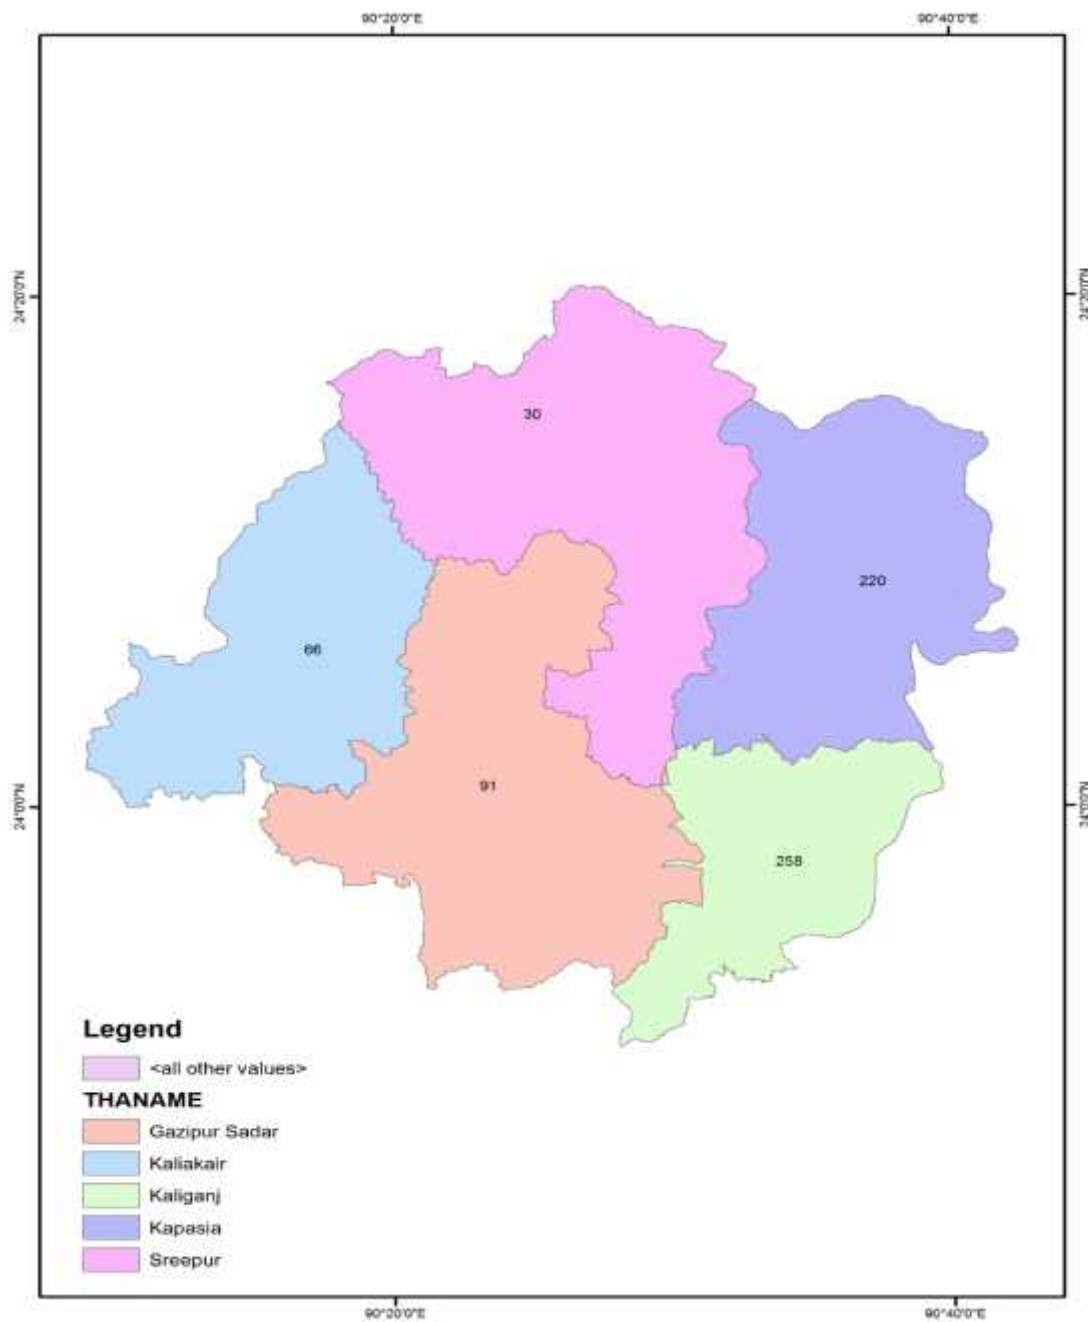 90°20'0"E 90°40'0"E
24°20'0"N 24°20'0"N
30
220
66
91
24°0'0"N 24°0'0"N
258
Legend
<all other values>
THANAME
Gazipur Sadar
Kaliakair
Kaliganj
Kapasia
Sreepur
90°20'0"E 90°40'0"E